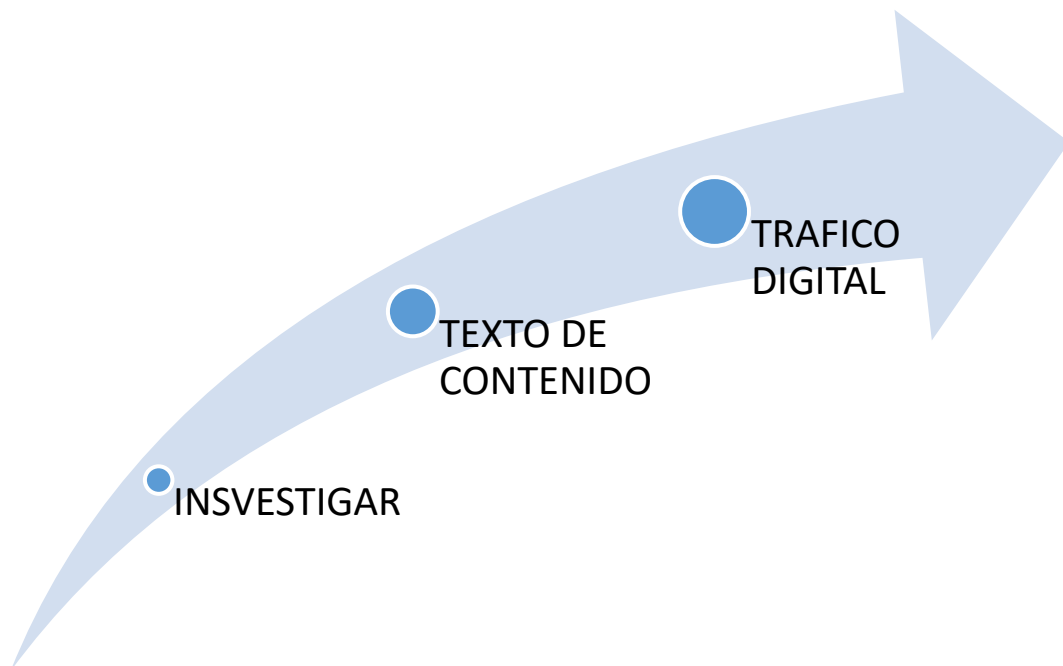 TRAFICO
DIGITAL
TEXTO DE
CONTENIDO
INSVESTIGAR